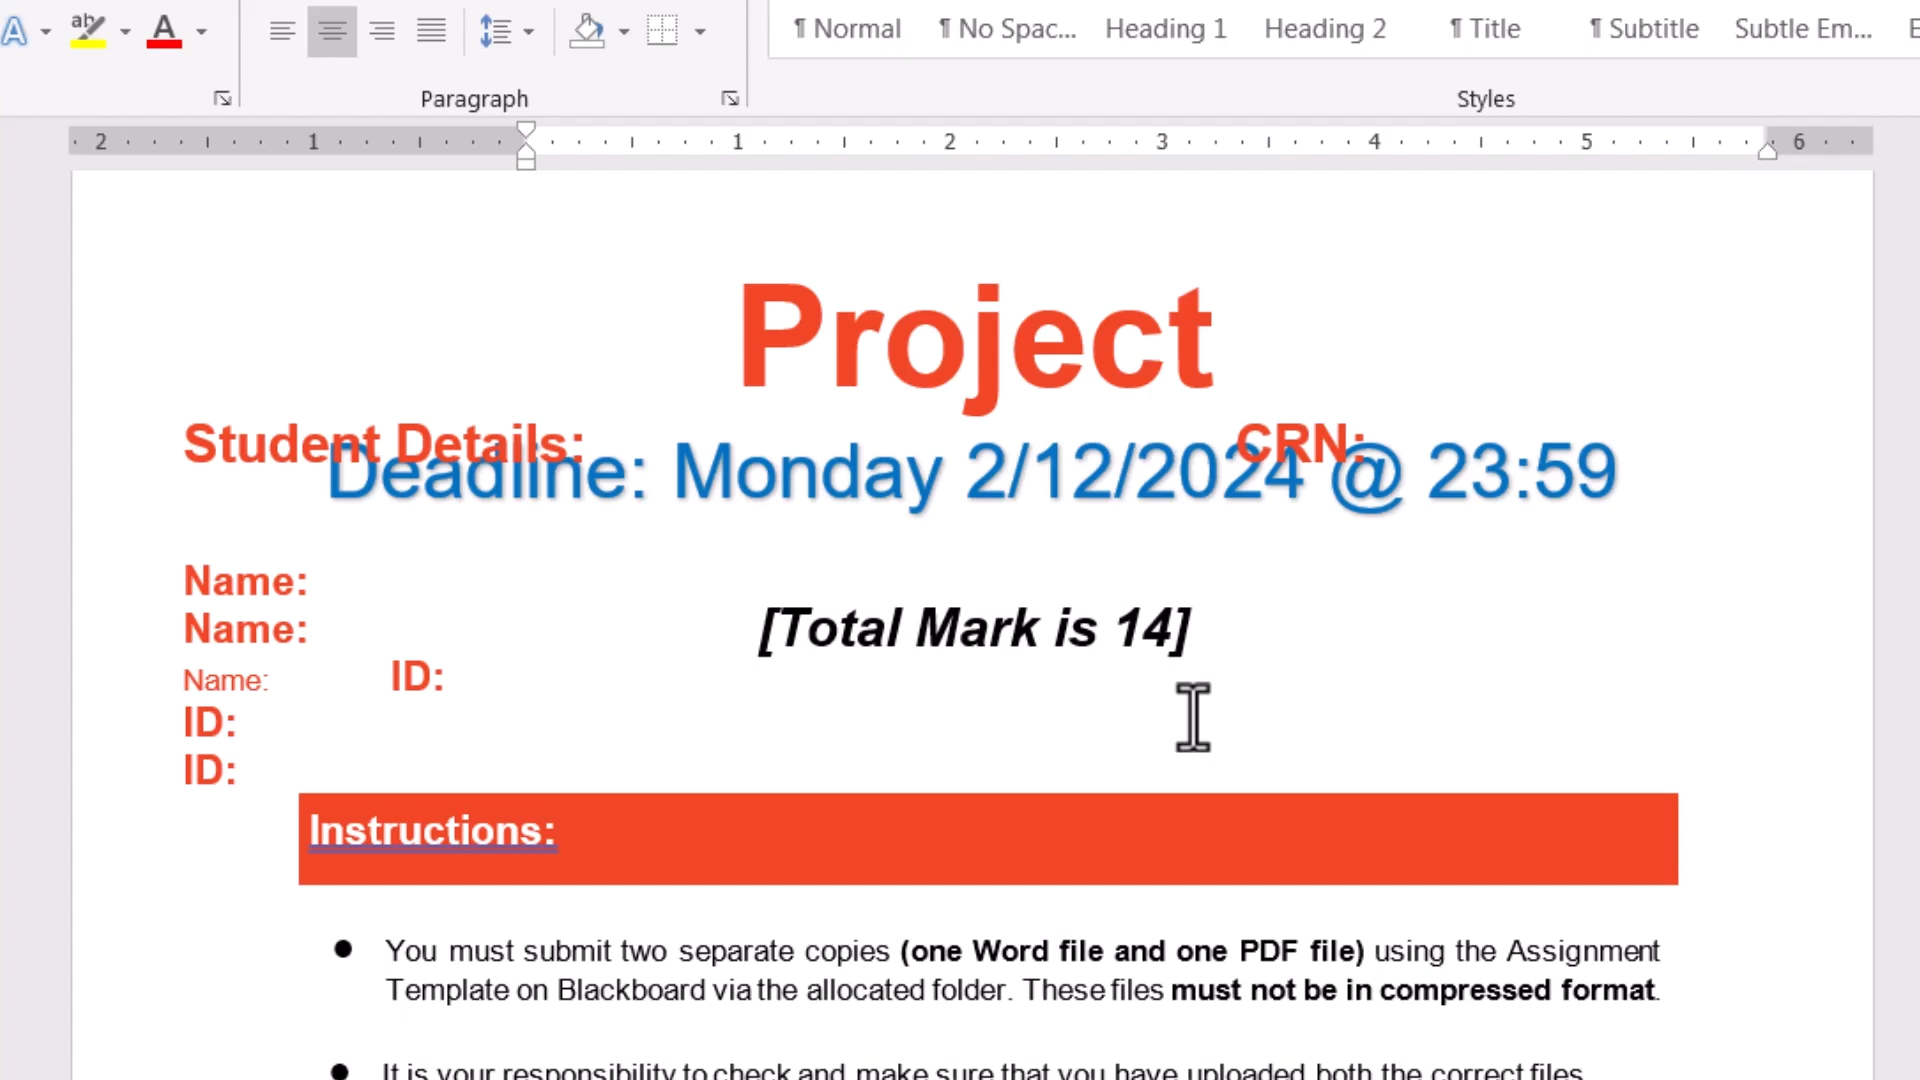 A ab A
¶ Normal ¶ No Spac... Heading 1 Heading 2 ¶ Title ¶ Subtitle Subtle Em...
Paragraph Styles
2 1 1 2 3 4 5 6
Project
Student Details: CRN:
Deadline: Monday 2/12/2024 @ 23:59
Name:
Name:
[Total Mark is 14]
Name: ID:
ID:
ID:
Instructions:
● You must submit two separate copies (one Word file and one PDF file) using the Assignment
Template on Blackboard via the allocated folder. These files must not be in compressed format.
● It is your responsibility to check and make sure that you have uploaded both the correct files.